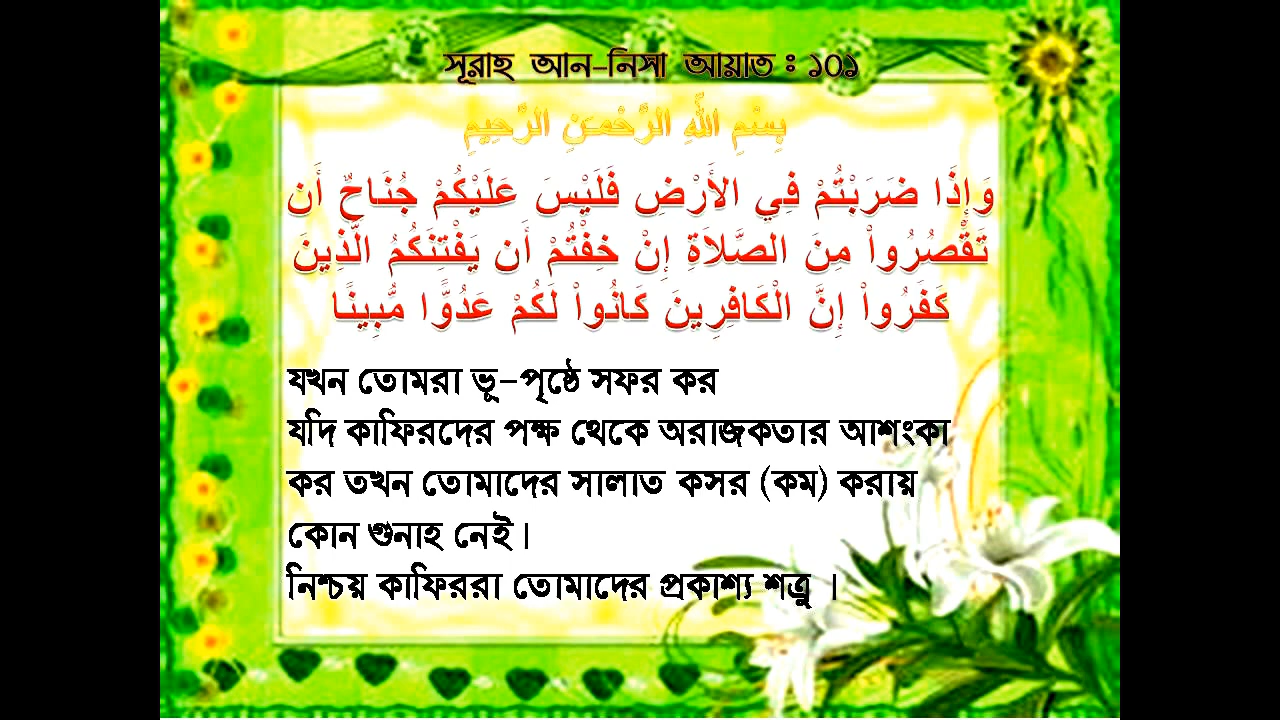 সূরাহ আন-নিসা আয়াত : ১০১
بِسْمِ اللهِ الرَّحْمـَنِ الرَّحِيمِ
وَإِذَا ضَرَبْتُمْ فِي الأَرْضِ فَلَيْسَ عَلَيْكُمْ جُنَاحٌ أَن
تَقْصُرُواْ مِنَ الصَّلاَةِ إِنْ خِفْتُمْ أَن يَفْتِنَكُمُ الَّذِينَ
كَفَرُواْ إِنَّ الْكَافِرِينَ كَانُواْ لَكُمْ عَدُوًّا مُّبِينًا
যখন তোমরা ভূ-পৃষ্ঠে সফর কর
যদি কাফিরদের পক্ষ থেকে অরাজকতার আশংকা
কর তখন তোমাদের সালাত কসর (কম) করায়
কোন গুনাহ নেই।
নিশ্চয় কাফিররা তোমাদের প্রকাশ্য শত্রু ।